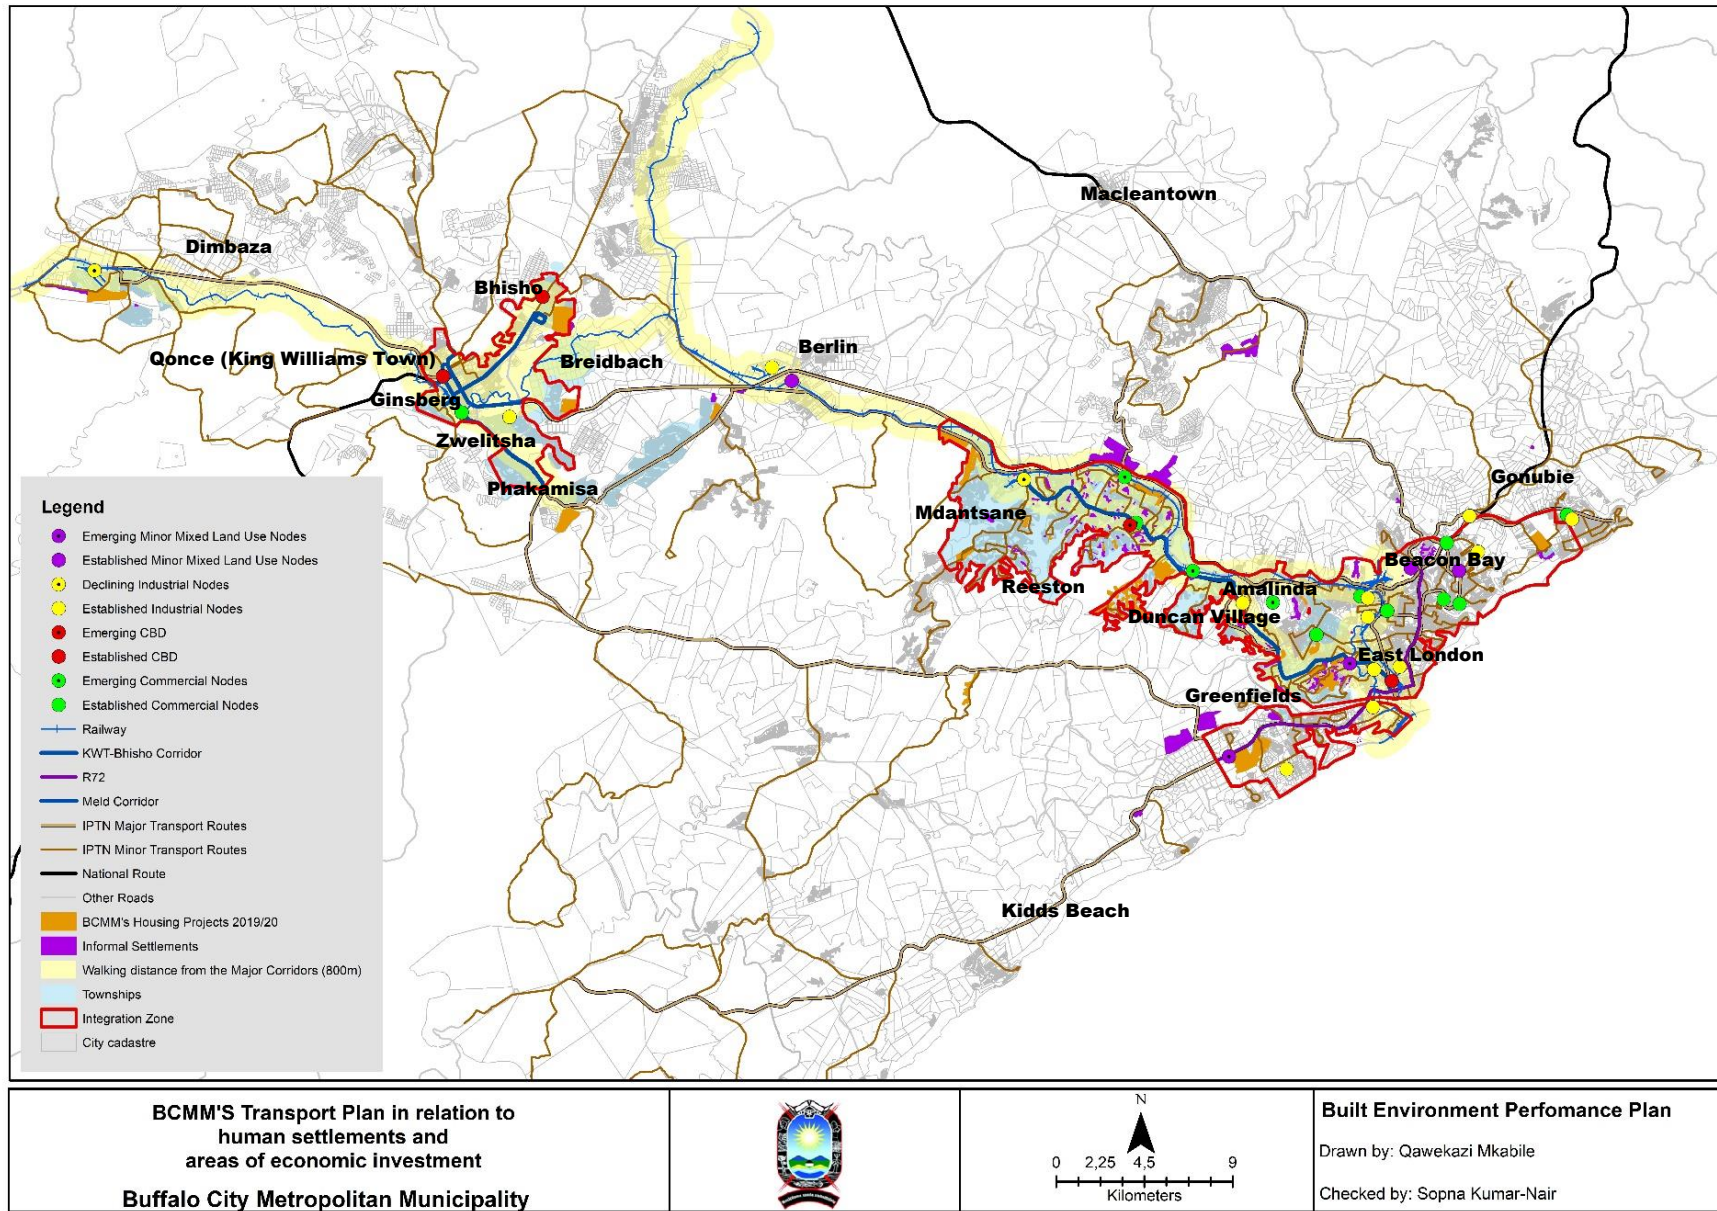 Macleantown
Dimbaza
Bhisho
Berlin
Qonce (King Williams Town)
Breidbach
Ginsberg
Zwelitsha
Gonubie
Phakamisa
Mdantsane
Beacon Bay
Reeston
Amalinda
Duncan Village
East London
Greenfields
Kidds Beach
Legend
Emerging Minor Mixed Land Use Nodes
Established Minor Mixed Land Use Nodes
Declining Industrial Nodes
Established Industrial Nodes
Emerging CBD
Established CBD
Emerging Commercial Nodes
Established Commercial Nodes
Railway
KWT-Bhisho Corridor
R72
Meld Corridor
IPTN Major Transport Routes
IPTN Minor Transport Routes
National Route
Other Roads
BCMM's Housing Projects 2019/20
Informal Settlements
Walking distance from the Major Corridors (800m)
Townships
Integration Zone
City cadastre
BCMM'S Transport Plan in relation to
human settlements and
areas of economic investment
Buffalo City Metropolitan Municipality
N
0 2,25 4,5 9
Kilometers
Built Environment Perfomance Plan
Drawn by: Qawekazi Mkabile
Checked by: Sopna Kumar-Nair